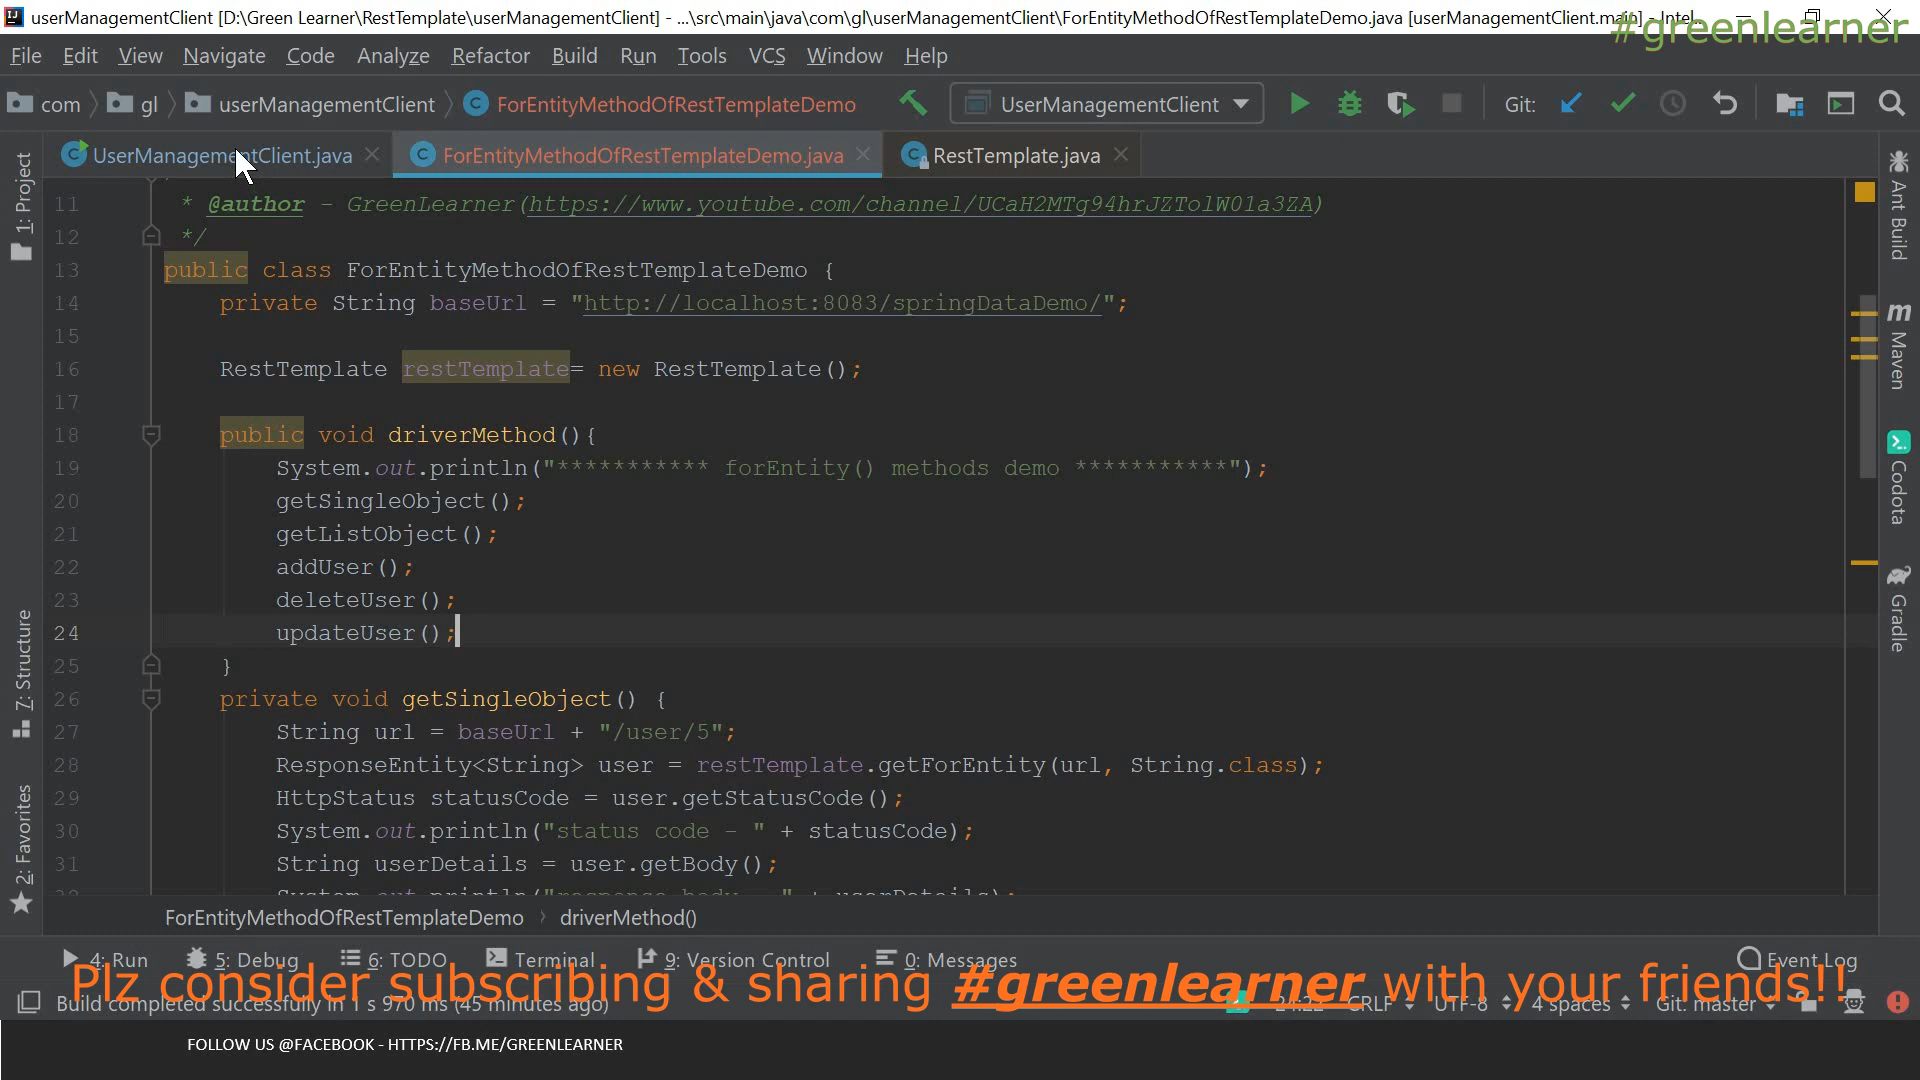 userManagementClient [D:\Green Learner\RestTemplate\userManagementClient] - ...\src\main\java\com\gl\userManagementClient\ForEntityMethodOfRestTemplateDemo.java [userManagementClient.main] - Intel...
#greenlearner
File Edit View Navigate Code Analyze Refactor Build Run Tools VCS Window Help
com gl userManagementClient ForEntityMethodOfRestTemplateDemo UserManagementClient Git:
UserManagementClient.java ForEntityMethodOfRestTemplateDemo.java RestTemplate.java
1: Project
7: Structure
2: Favorites
11 * @author - GreenLearner(https://www.youtube.com/channel/UCaH2MTg94hrJZTolW01a3ZA)
12 */
13 public class ForEntityMethodOfRestTemplateDemo {
14 private String baseUrl = "http://localhost:8083/springDataDemo/";
15
16 RestTemplate restTemplate= new RestTemplate();
17
18 public void driverMethod(){
19 System.out.println("*********** forEntity() methods demo ***********");
20 getSingleObject();
21 getListObject();
22 addUser();
23 deleteUser();
24 updateUser();
25 }
26 private void getSingleObject() {
27 String url = baseUrl + "/user/5";
28 ResponseEntity<String> user = restTemplate.getForEntity(url, String.class);
29 HttpStatus statusCode = user.getStatusCode();
30 System.out.println("status code - " + statusCode);
31 String userDetails = user.getBody();
Ant Build
m Maven
Codota
Gradle
ForEntityMethodOfRestTemplateDemo driverMethod()
4: Run 5: Debug 6: TODO Terminal 9: Version Control 0: Messages Event Log
Plz consider subscribing & sharing #greenlearner with your friends!!
Build completed successfully in 1 s 970 ms (45 minutes ago) 24:22 CRLF UTF-8 4 spaces Git: master
FOLLOW US @FACEBOOK - HTTPS://FB.ME/GREENLEARNER